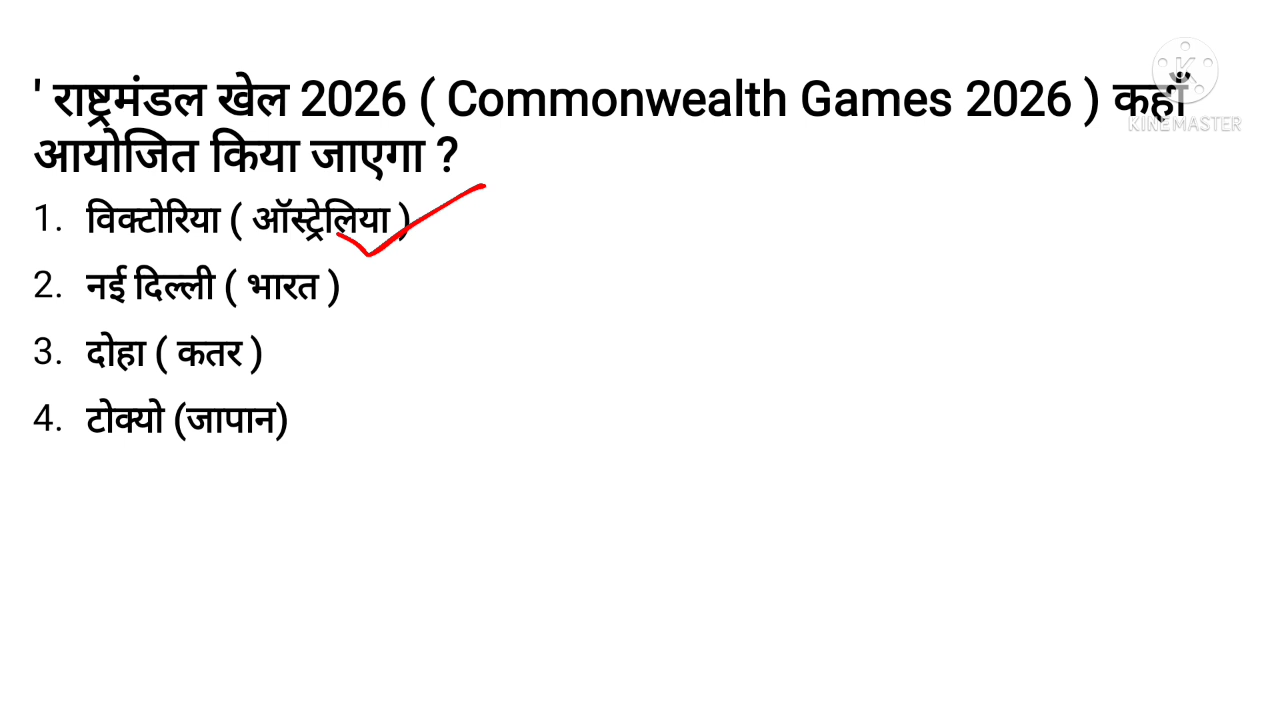 ' राष्ट्रमंडल खेल 2026 ( Commonwealth Games 2026 ) कहाँ
आयोजित किया जाएगा ?
1. विक्टोरिया ( ऑस्ट्रेलिया )
2. नई दिल्ली ( भारत )
3. दोहा ( कतर )
4. टोक्यो (जापान)
K
KINEMASTER